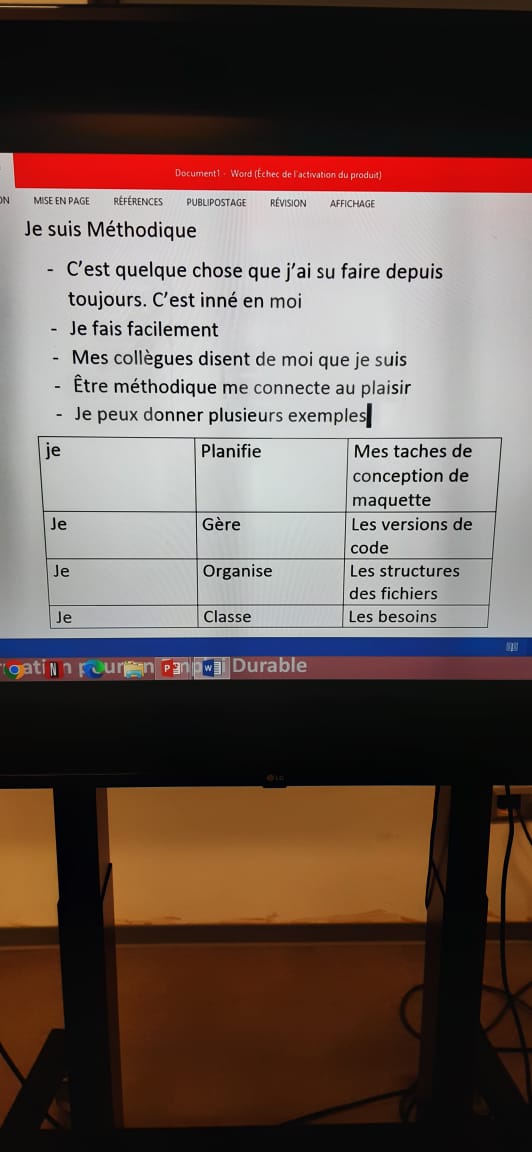 Document1 - Word (Échec de l'activation du produit)
ON MISE EN PAGE RÉFÉRENCES PUBLIPOSTAGE RÉVISION AFFICHAGE
Je suis Méthodique
- C'est quelque chose que j'ai su faire depuis
toujours. C'est inné en moi
- Je fais facilement
- Mes collègues disent de moi que je suis
- Être méthodique me connecte au plaisir
- Je peux donner plusieurs exemples
je Planifie Mes taches de
conception de
maquette
Je Gère Les versions de
code
Je Organise Les structures
des fichiers
Je Classe Les besoins
Durable
LG